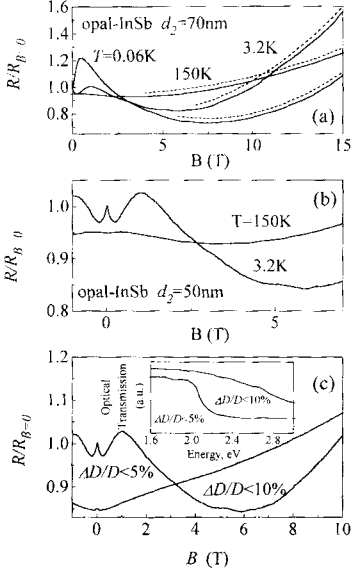 opal-InSb d2=70nm
1.6
1.4
1.2
1.0
0.8
R/RB=0
T=0.06K
3.2K
150K
(a)
0 5 10 15
B (T)
(b)
1.0
0.9
0.8
R/RB=0
T=150K
3.2K
opal-InSb d2=50nm
0 5
B (T)
1.2
1.1
1.0
0.9
R/RB=0
(c)
Optical
Transmission
(a.u.)
ΔD/D<10%
ΔD/D<5%
1.6 2.0 2.4 2.8
Energy, eV
ΔD/D<5%
ΔD/D<10%
0 2 4 6 8 10
B (T)